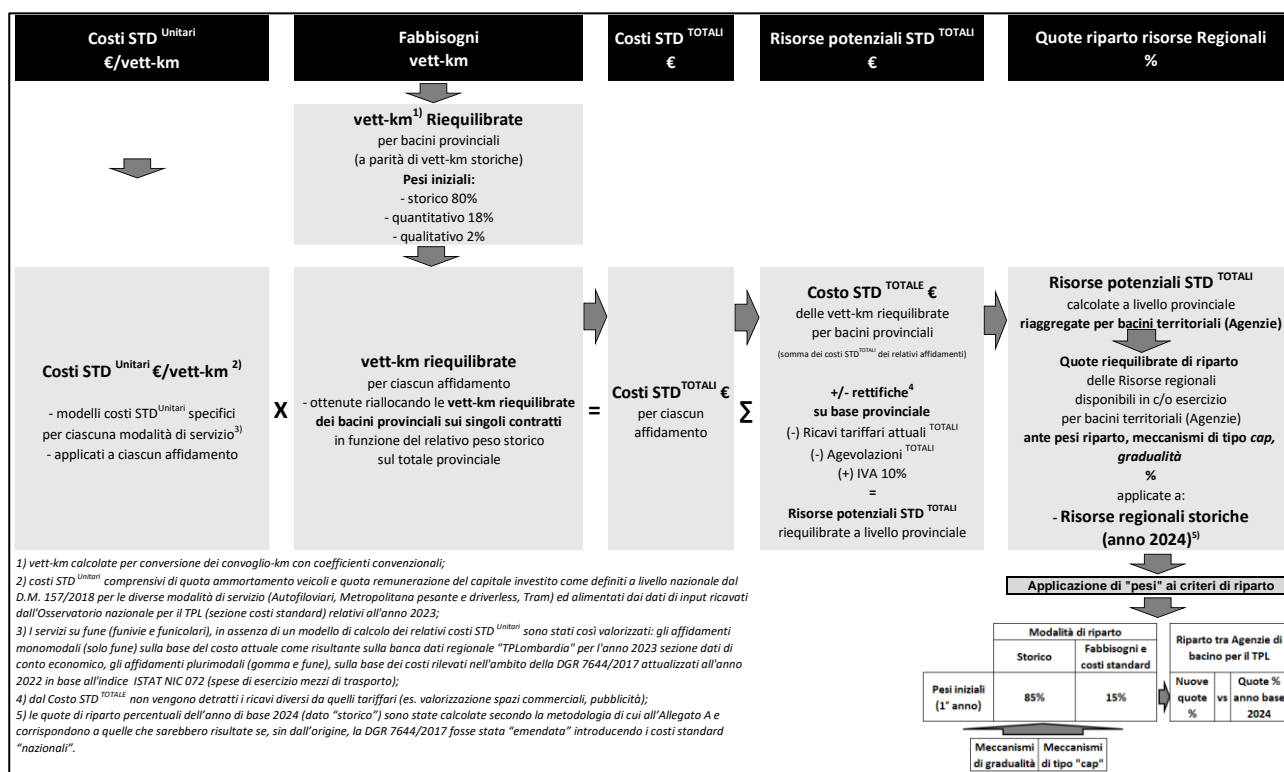 Costi STD Unitari
€/vett-km
Fabbisogni
vett-km
Costi STD TOTALI
€
Risorse potenziali STD TOTALI
€
Quote riparto risorse Regionali
%
vett-km1) Riequilibrate
per bacini provinciali
(a parità di vett-km storiche)
Pesi iniziali:
- storico 80%
- quantitativo 18%
- qualitativo 2%
Costi STD Unitari €/vett-km 2)
- modelli costi STDUnitari specifici
per ciascuna modalità di servizio3)
- applicati a ciascun affidamento
X
vett-km riequilibrate
per ciascun affidamento
- ottenute riallocando le vett-km riequilibrate
dei bacini provinciali sui singoli contratti
in funzione del relativo peso storico
sul totale provinciale
=
Costi STDTOTALI €
per ciascun
affidamento
∑
Costo STD TOTALE €
delle vett-km riequilibrate
per bacini provinciali
(somma dei costi STDTOTALI dei relativi affidamenti)
+/- rettifiche4
su base provinciale
(-) Ricavi tariffari attuali TOTALI
(-) Agevolazioni TOTALI
(+) IVA 10%
=
Risorse potenziali STD TOTALI
riequilibrate a livello provinciale
Risorse potenziali STD TOTALI
calcolate a livello provinciale
riaggregate per bacini territoriali (Agenzie)
Quote riequilibrate di riparto
delle Risorse regionali
disponibili in c/o esercizio
per bacini territoriali (Agenzie)
ante pesi riparto, meccanismi di tipo cap,
gradualità
%
applicate a:
- Risorse regionali storiche
(anno 2024)5)
1) vett-km calcolate per conversione dei convoglio-km con coefficienti convenzionali;
2) costi STD Unitari comprensivi di quota ammortamento veicoli e quota remunerazione del capitale investito come definiti a livello nazionale dal
D.M. 157/2018 per le diverse modalità di servizio (Autofiloviari, Metropolitana pesante e driverless, Tram) ed alimentati dai dati di input ricavati
dall'Osservatorio nazionale per il TPL (sezione costi standard) relativi all'anno 2023;
3) I servizi su fune (funivie e funicolari), in assenza di un modello di calcolo dei relativi costi STD Unitari sono stati così valorizzati: gli affidamenti
monomodali (solo fune) sulla base del costo attuale come risultante sulla banca dati regionale "TPLombardia" per l'anno 2023 sezione dati di
conto economico, gli affidamenti plurimodali (gomma e fune), sulla base dei costi rilevati nell'ambito della DGR 7644/2017 attualizzati all'anno
2022 in base all'indice ISTAT NIC 072 (spese di esercizio mezzi di trasporto);
4) dal Costo STD TOTALE non vengono detratti i ricavi diversi da quelli tariffari (es. valorizzazione spazi commerciali, pubblicità);
5) le quote di riparto percentuali dell'anno di base 2024 (dato "storico") sono state calcolate secondo la metodologia di cui all'Allegato A e
corrispondono a quelle che sarebbero risultate se, sin dall'origine, la DGR 7644/2017 fosse stata "emendata" introducendo i costi standard
"nazionali".
Applicazione di "pesi" ai criteri di riparto
Modalità di riparto
Storico
Fabbisogni e
costi standard
Pesi iniziali
(1° anno)
85%
15%
Riparto tra Agenzie di
bacino per il TPL
Nuove
quote
%
vs
Quote %
anno base
2024
Meccanismi
di gradualità
Meccanismi
di tipo "cap"